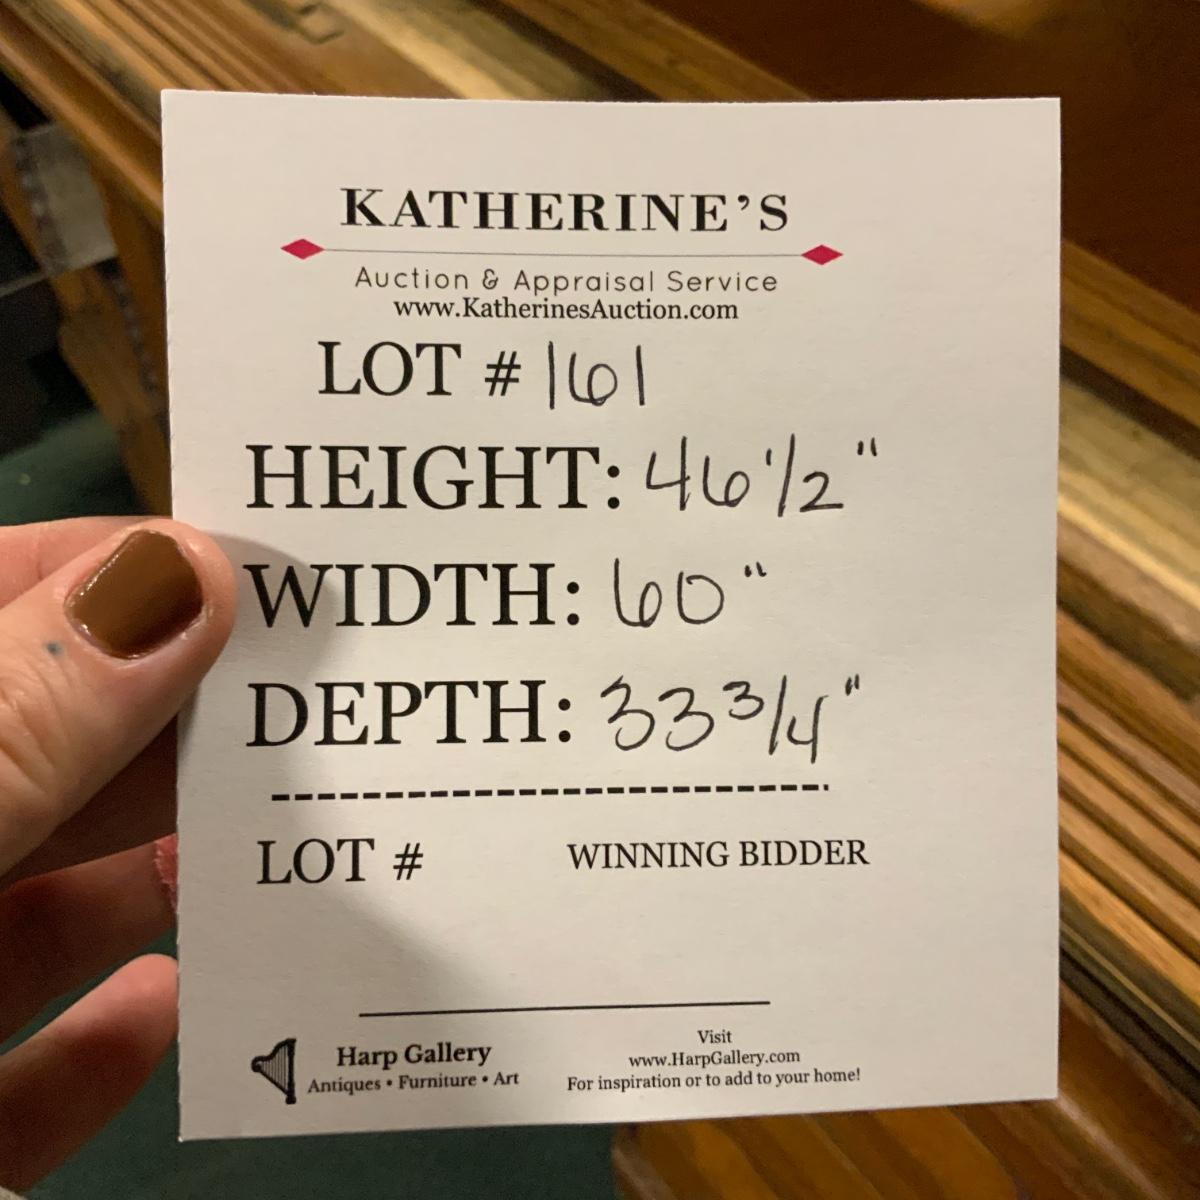 KATHERINE'S
Auction & Appraisal Service
www.KatherinesAuction.com
LOT # 161
HEIGHT: 46 1/2"
WIDTH: 60"
DEPTH: 33 3/4"
LOT # WINNING BIDDER
Harp Gallery
Antiques • Furniture • Art
Visit
www.HarpGallery.com
For inspiration or to add to your home!